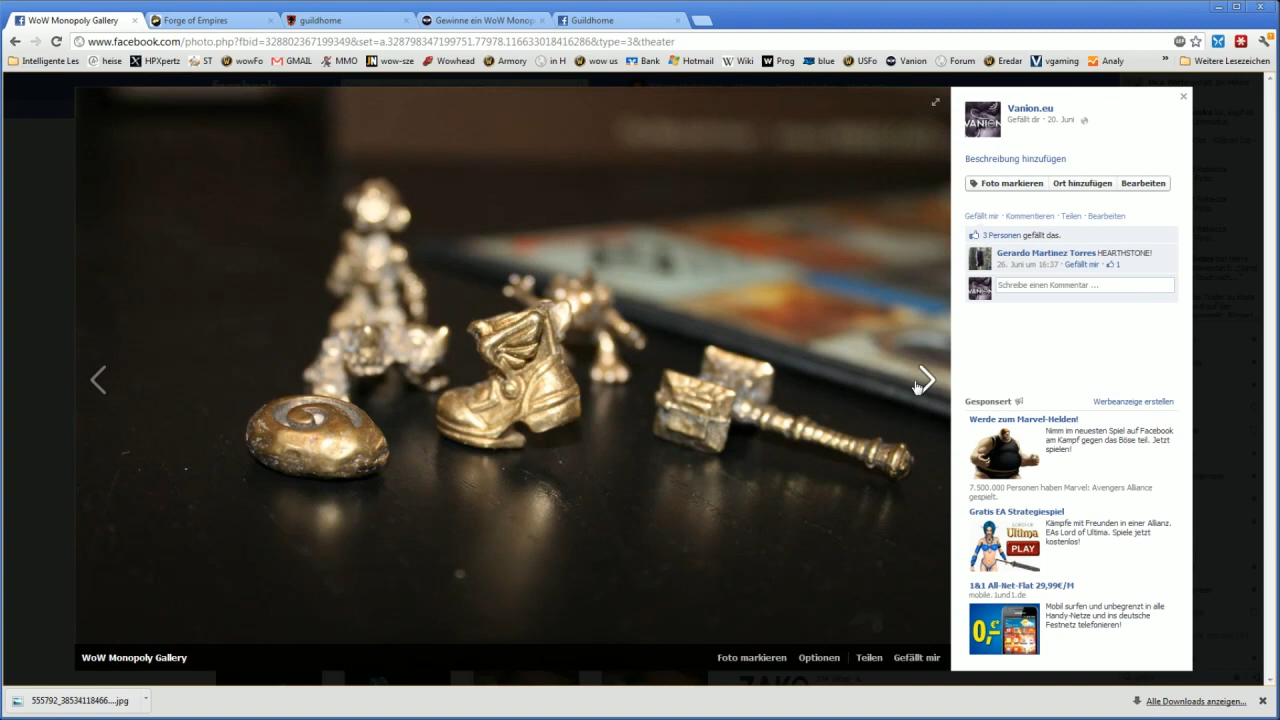 WoW Monopoly Gallery
Forge of Empires
guildhome
Gewinne ein WoW Monop
Guildhome
www.facebook.com/photo.php?fbid=328802367199349&set=a.328798347199751.77978.116633018416286&type=3&theater
Intelligente Les
heise
HPXpertz
ST
wowFo
GMAIL
MMO
wow-sze
Wowhead
Armory
in H
wow us
Bank
Hotmail
Wiki
Prog
blue
USFo
Vanion
Forum
Eredar
vgaming
Analy
Weitere Lesezeichen
Vanion.eu
Gefällt dir · 20. Juni
Beschreibung hinzufügen
Foto markieren
Ort hinzufügen
Bearbeiten
Gefällt mir · Kommentieren · Teilen · Bearbeiten
3 Personen gefällt das.
Gerardo Martinez Torres HEARTHSTONE!
26. Juni um 16:37 · Gefällt mir · 1
Schreibe einen Kommentar ...
Gesponsert
Werbeanzeige erstellen
Werde zum Marvel-Helden!
Nimm im neuesten Spiel auf Facebook
am Kampf gegen das Böse teil. Jetzt
spielen!
7.500.000 Personen haben Marvel: Avengers Alliance
gespielt.
Gratis EA Strategiespiel
Kämpfe mit Freunden in einer Allianz.
EAs Lord of Ultima. Spiele jetzt
kostenlos!
LORD OF
Ultima
PLAY
1&1 All-Net-Flat 29,99€/M
mobile.1und1.de
Mobil surfen und unbegrenzt in alle
Handy-Netze und ins deutsche
Festnetz telefonieren!
WoW Monopoly Gallery
Foto markieren
Optionen
Teilen
Gefällt mir
555792_38534118466....jpg
Alle Downloads anzeigen...